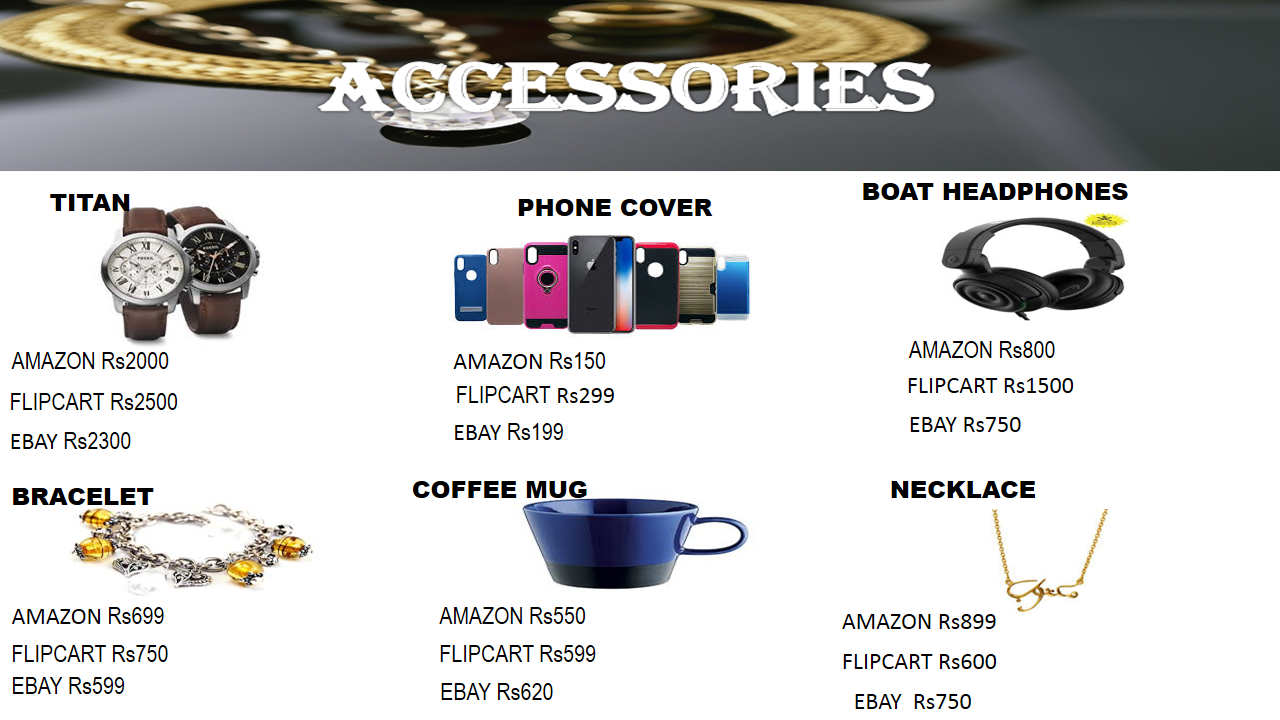 ACCESSORIES
TITAN
AMAZON Rs2000
FLIPCART Rs2500
EBAY Rs2300
PHONE COVER
AMAZON Rs150
FLIPCART Rs299
EBAY Rs199
BOAT HEADPHONES
AMAZON Rs800
FLIPCART Rs1500
EBAY Rs750
BRACELET
AMAZON Rs699
FLIPCART Rs750
EBAY Rs599
COFFEE MUG
AMAZON Rs550
FLIPCART Rs599
EBAY Rs620
NECKLACE
AMAZON Rs899
FLIPCART Rs600
EBAY Rs750